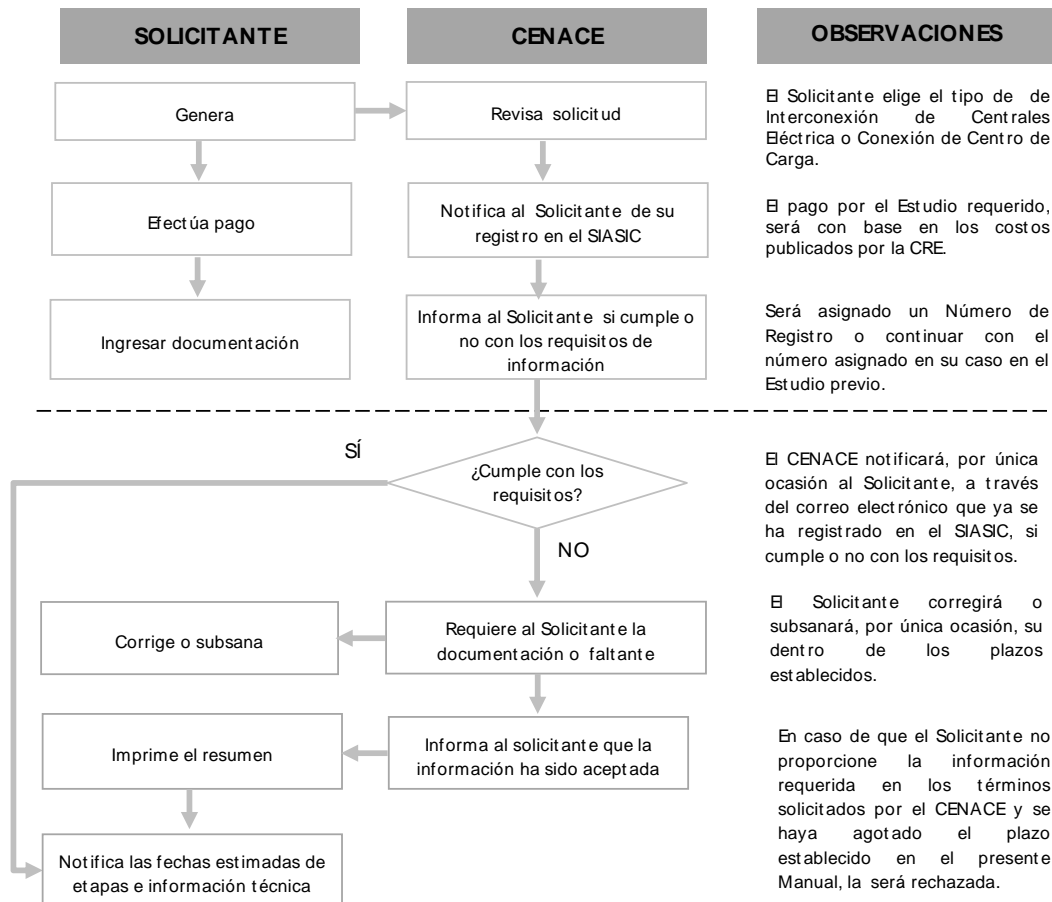 SOLICITANTE
CENACE
OBSERVACIONES
Genera
Revisa solicitud
El Solicitante elige el tipo de de
Interconexión de Centrales
Eléctrica o Conexión de Centro de
Carga.
Efectúa pago
Notifica al Solicitante de su
registro en el SIASIC
El pago por el Estudio requerido,
será con base en los costos
publicados por la CRE.
Ingresar documentación
Informa al Solicitante si cumple o
no con los requisitos de
información
Será asignado un Número de
Registro o continuar con el
número asignado en su caso en el
Estudio previo.
SÍ
¿Cumple con los
requisitos?
NO
El CENACE notificará, por única
ocasión al Solicitante, a través
del correo electrónico que ya se
ha registrado en el SIASIC, si
cumple o no con los requisitos.
Corrige o subsana
Requiere al Solicitante la
documentación o faltante
El Solicitante corregirá o
subsanará, por única ocasión, su
dentro de los plazos
establecidos.
Imprime el resumen
Informa al solicitante que la
información ha sido aceptada
En caso de que el Solicitante no
proporcione la información
requerida en los términos
solicitados por el CENACE y se
haya agotado el plazo
establecido en el presente
Manual, la será rechazada.
Notifica las fechas estimadas de
etapas e información técnica